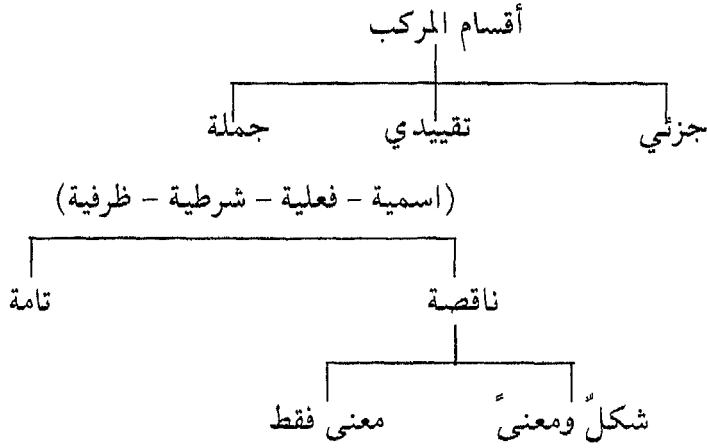 أقسام المركب
جزئي تقييدي جملة
(اسمية - فعلية - شرطية - ظرفية)
ناقصة تامة
شكلٌ ومعنىً معنى فقط